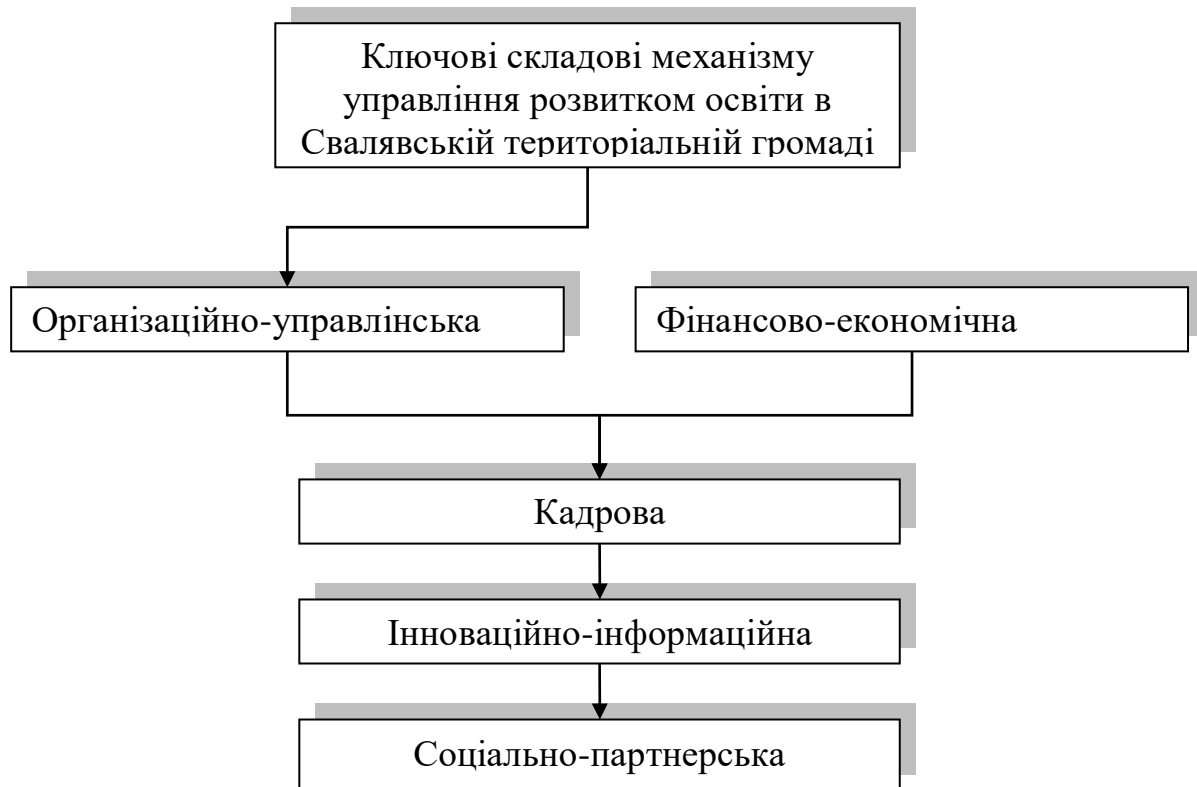 Ключові складові механізму
управління розвитком освіти в
Свалявській територіальній громаді
Організаційно-управлінська
Фінансово-економічна
Кадрова
Інноваційно-інформаційна
Соціально-партнерська